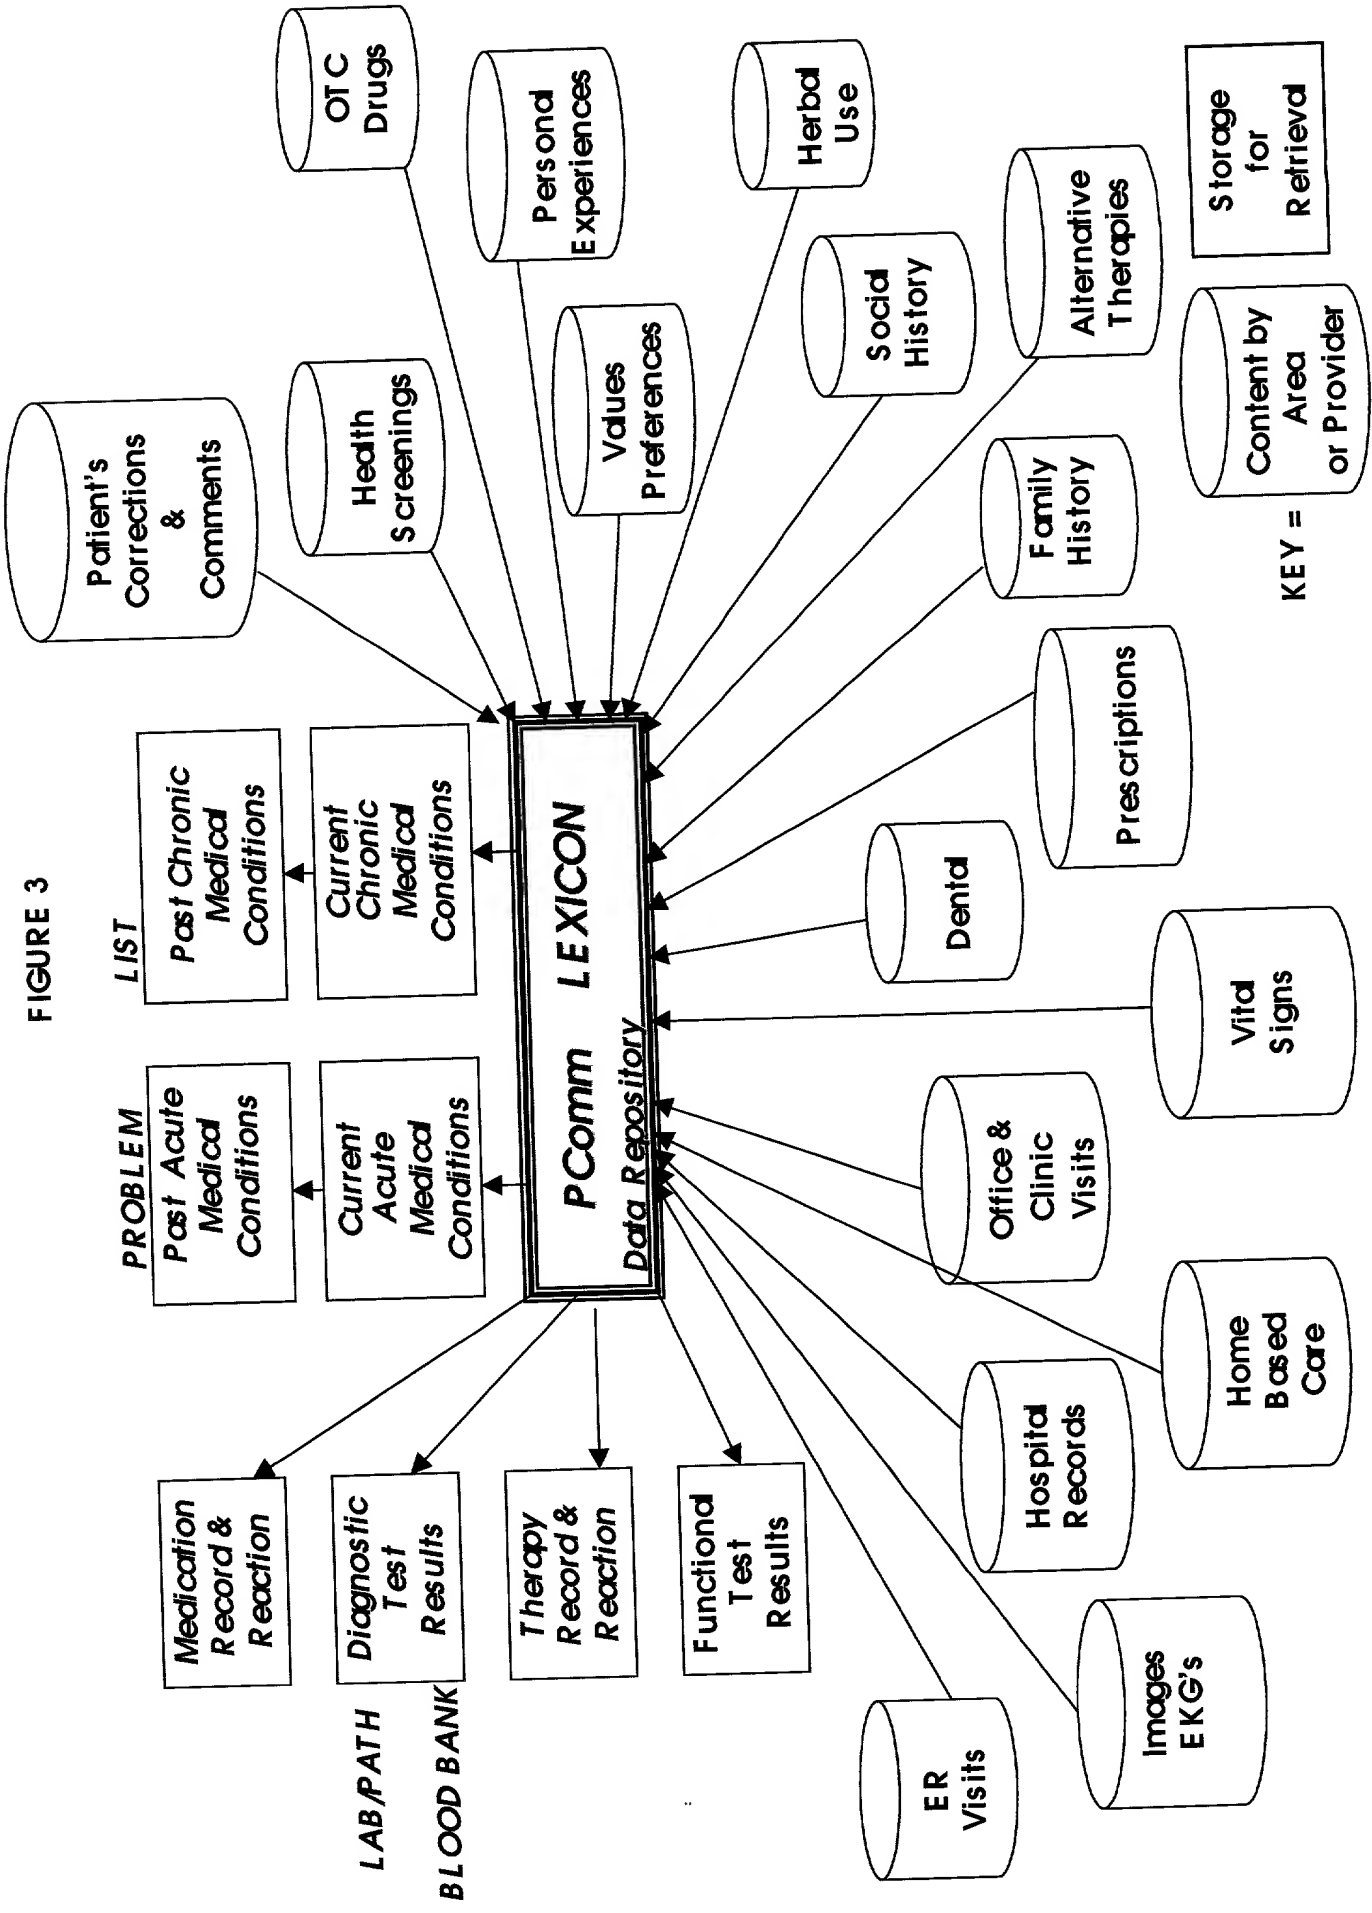 FIGURE 3
PROBLEM
LIST
Past Acute
Medical
Conditions
Past Chronic
Medical
Conditions
Current
Acute
Medical
Conditions
Current
Chronic
Medical
Conditions
Medication
Record &
Reaction
LAB/PATH
BLOOD BANK
Diagnostic
Test
Results
Therapy
Record &
Reaction
Functional
Test
Results
PComm LEXICON
Data Repository
Patient's
Corrections
&
Comments
Health
Screenings
OTC
Drugs
Personal
Experiences
Values
Preferences
Herbal
Use
Social
History
Alternative
Therapies
Family
History
Prescriptions
Dental
Vital
Signs
Office &
Clinic
Visits
Home
Based
Care
Hospital
Records
Images
EKG's
ER
Visits
KEY =
Content by
Area
or Provider
Storage
for
Retrieval